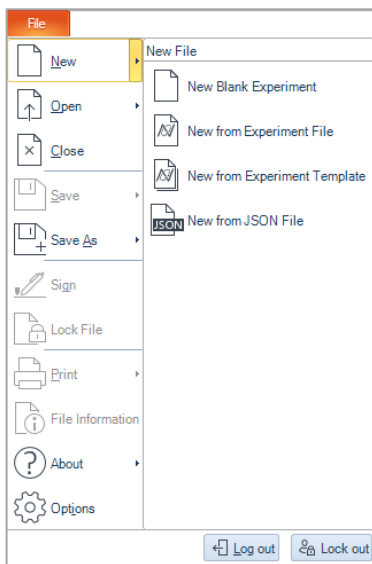 File
New
New File
New Blank Experiment
Open
New from Experiment File
Close
New from Experiment Template
Save
New from JSON File
JSON
Save As
Sign
Lock File
Print
File Information
About
Options
Log out
Lock out